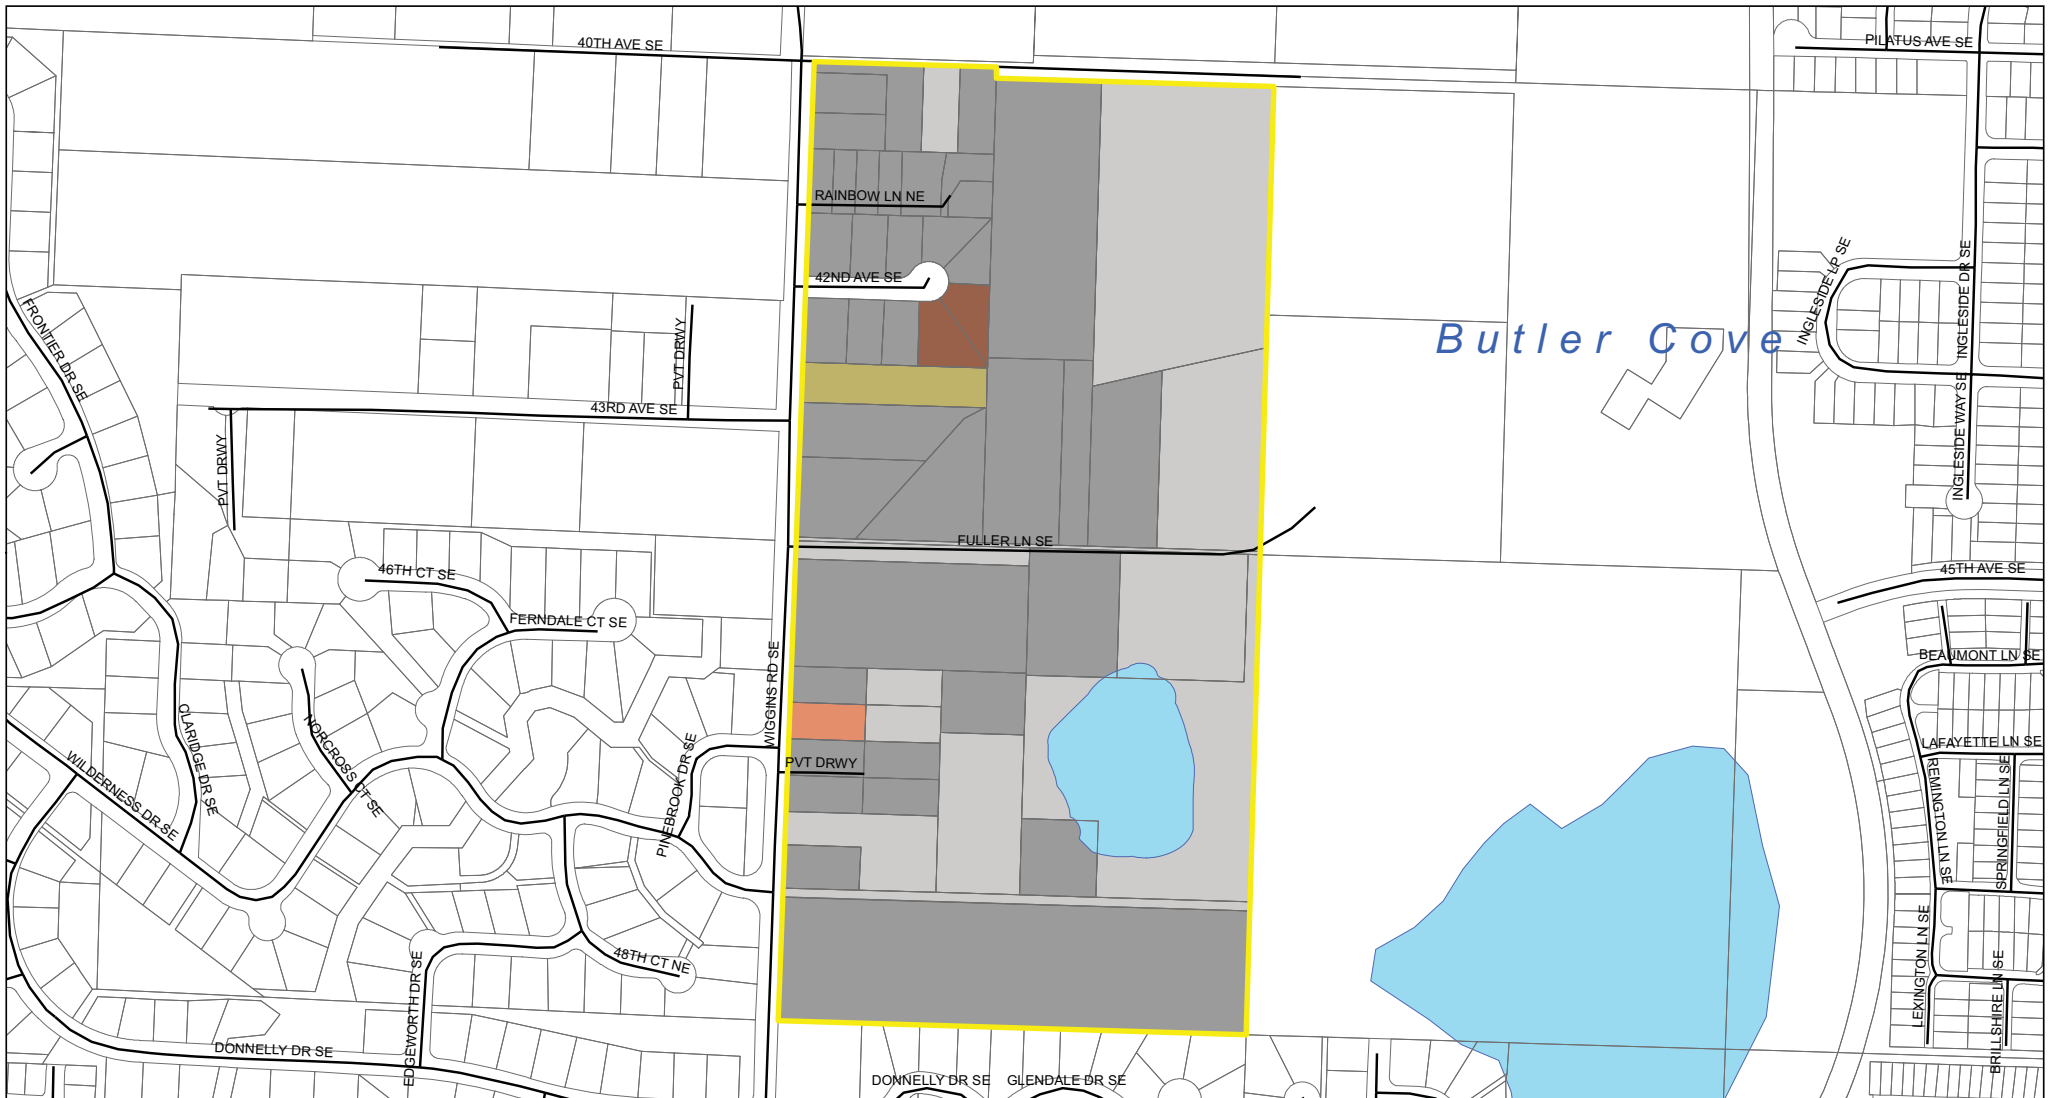 40TH AVE SE
PILATUS AVE SE
RAINBOW LN NE
42ND AVE SE
INGLESIDE LP SE
INGLESIDE DR SE
Butler Cove
FRONTIER DR SE
PVT DRWY
43RD AVE SE
INGLESIDE WAY SE
PVT DRWY
FULLER LN SE
46TH CT SE
45TH AVE SE
FERNDALE CT SE
WIGGINS RD SE
BEAUMONT LN SE
CLARIDGE DR SE
NORCROSS CT SE
WILDERNESS DR SE
PINEBROOK DR SE
PVT DRWY
LAFAYETTE LN SE
REMINGTON LN SE
SPRINGFIELD LN SE
48TH CT NE
EDGEWORTH DR SE
LEXINGTON LN SE
BRILLSHIRE LN SE
DONNELLY DR SE
DONNELLY DR SE
GLENDALE DR SE